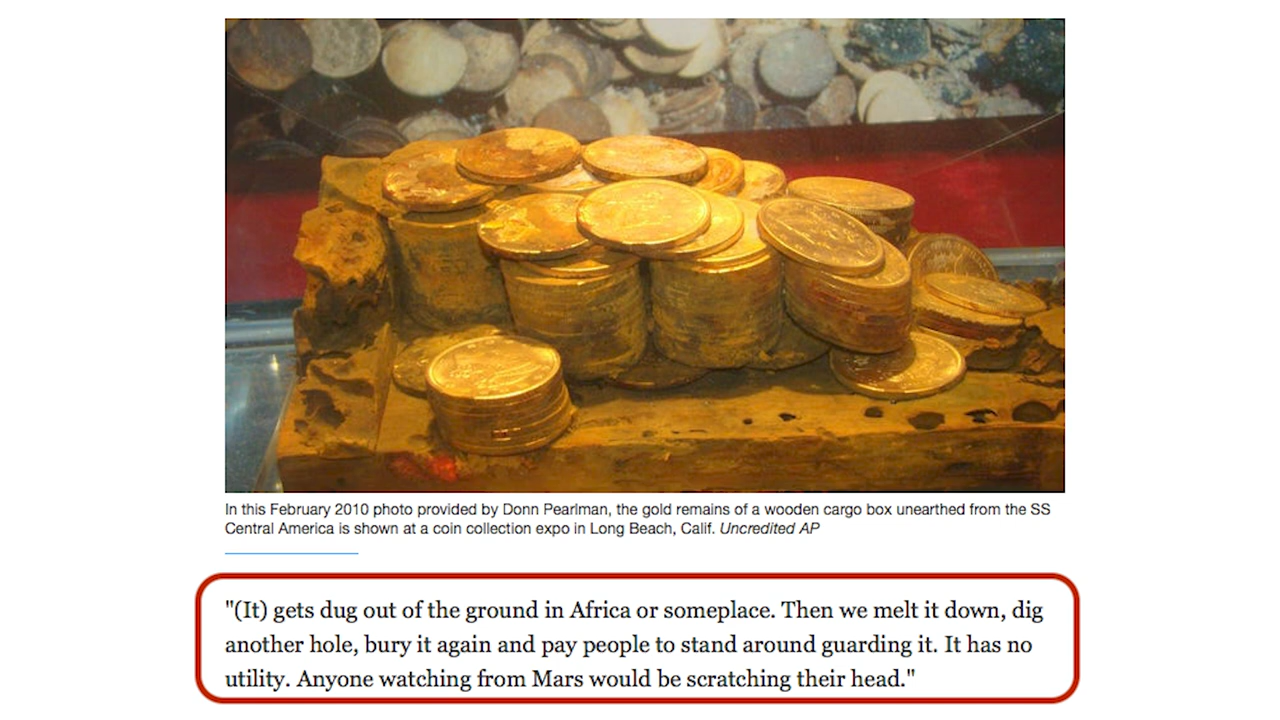 In this February 2010 photo provided by Donn Pearlman, the gold remains of a wooden cargo box unearthed from the SS
Central America is shown at a coin collection expo in Long Beach, Calif. Uncredited AP
"(It) gets dug out of the ground in Africa or someplace. Then we melt it down, dig
another hole, bury it again and pay people to stand around guarding it. It has no
utility. Anyone watching from Mars would be scratching their head."